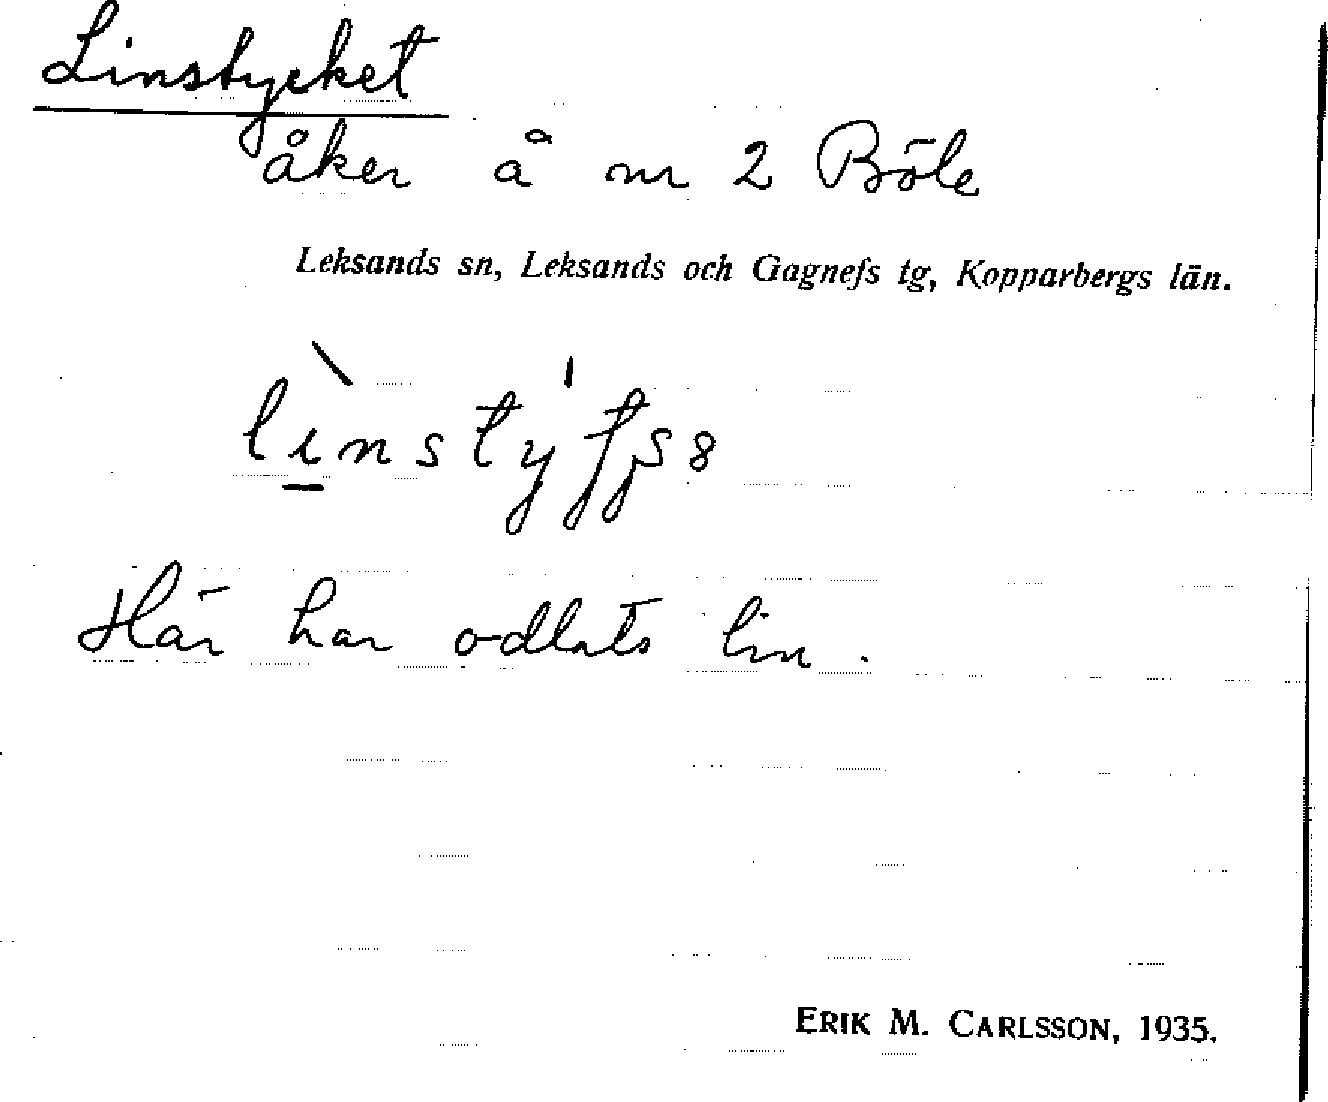 Linstycket
åker å nr 2 Böle
Leksands sn, Leksands och Gagnefs tg, Kopparbergs län.
Här har odlats lin.
ERIK M. CARLSSON, 1935.